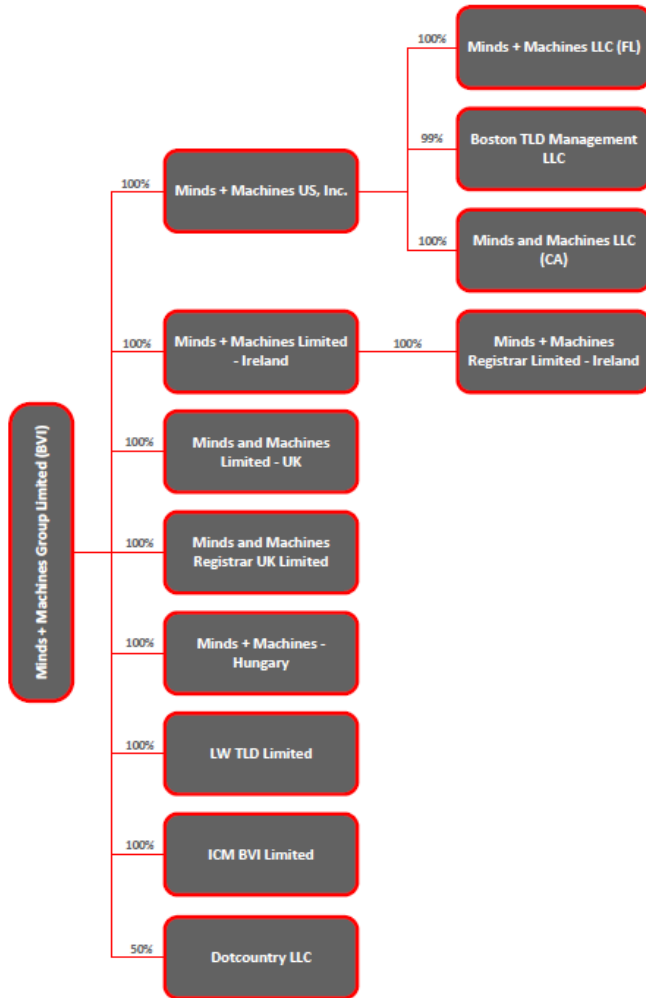 100%
Minds + Machines LLC (FL)
99%
Boston TLD Management
LLC
100%
Minds + Machines US, Inc.
100%
Minds and Machines LLC
(CA)
100%
Minds + Machines Limited
- Ireland
100%
Minds + Machines
Registrar Limited - Ireland
Minds + Machines Group Limited (BVI)
100%
Minds and Machines
Limited - UK
100%
Minds and Machines
Registrar UK Limited
100%
Minds + Machines -
Hungary
100%
LW TLD Limited
100%
ICM BVI Limited
50%
Dotcountry LLC